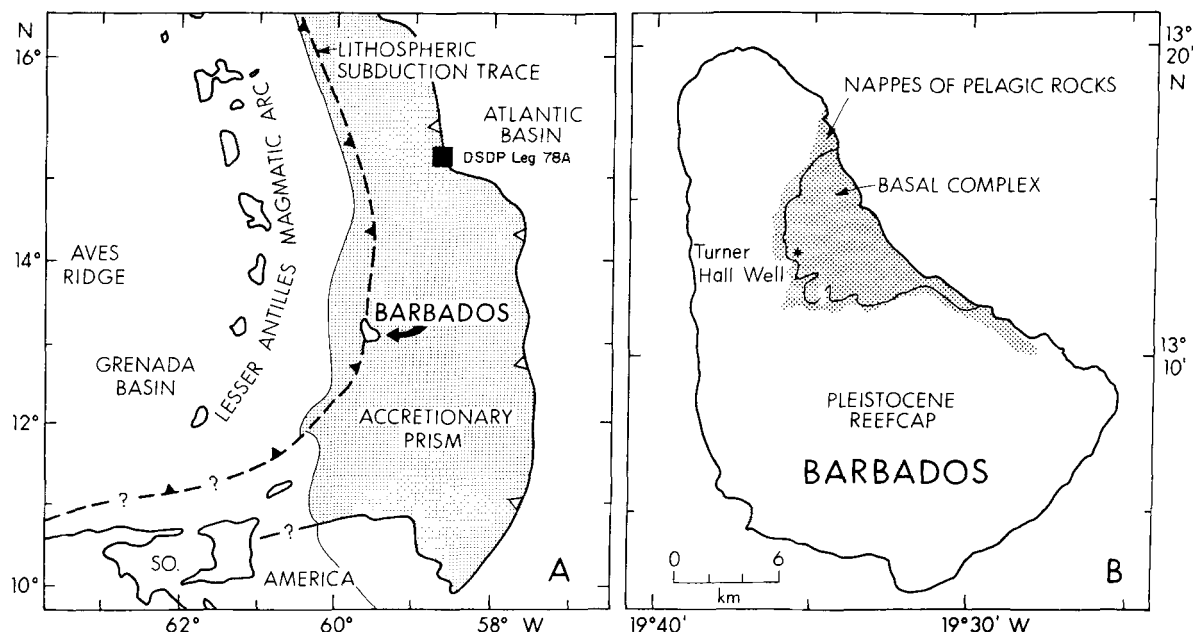 N
16°
14°
12°
10°
62°
60°
58° W
LITHOSPHERIC
SUBDUCTION TRACE
ATLANTIC
BASIN
DSDP Leg 78A
LESSER ANTILLES MAGMATIC ARC
AVES
RIDGE
BARBADOS
GRENADA
BASIN
ACCRETIONARY
PRISM
?
?
?
SO.
AMERICA
A
B
13°
20'
N
NAPPES OF PELAGIC ROCKS
BASAL COMPLEX
Turner
Hall Well
13°
10'
PLEISTOCENE
REEFCAP
BARBADOS
0 6
km
19°40'
19°30' W